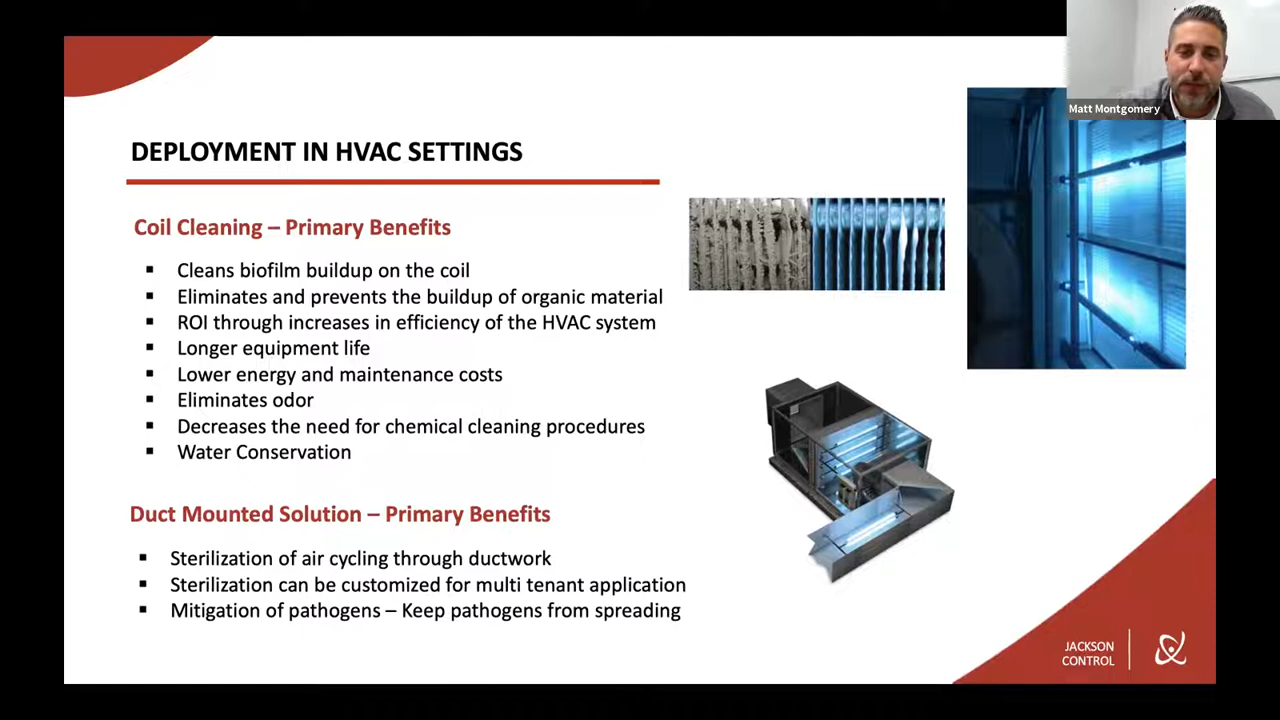 Matt Montgomery
DEPLOYMENT IN HVAC SETTINGS
Coil Cleaning – Primary Benefits
▪ Cleans biofilm buildup on the coil
▪ Eliminates and prevents the buildup of organic material
▪ ROI through increases in efficiency of the HVAC system
▪ Longer equipment life
▪ Lower energy and maintenance costs
▪ Eliminates odor
▪ Decreases the need for chemical cleaning procedures
▪ Water Conservation
Duct Mounted Solution – Primary Benefits
▪ Sterilization of air cycling through ductwork
▪ Sterilization can be customized for multi tenant application
▪ Mitigation of pathogens – Keep pathogens from spreading
JACKSON
CONTROL